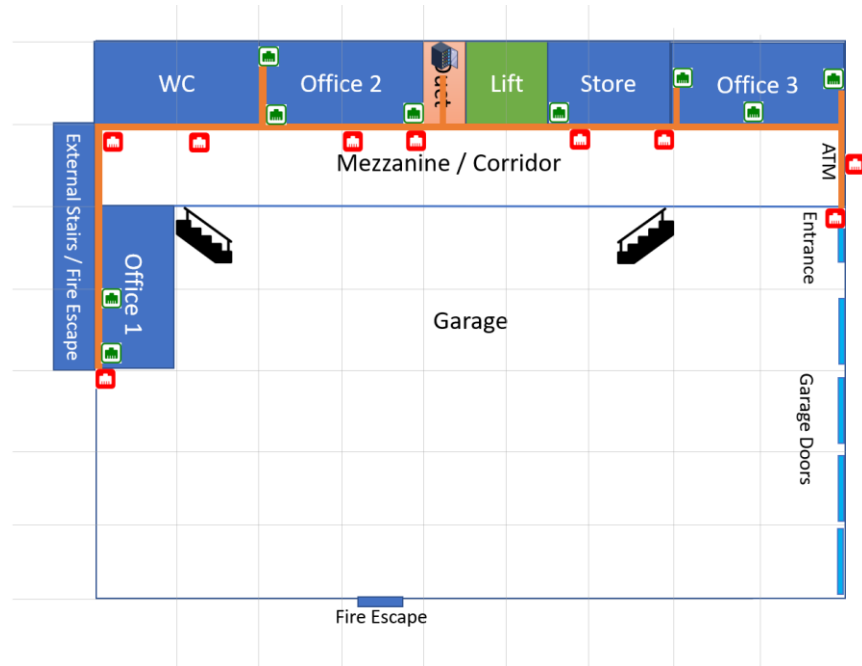 WC
Office 2
Duct
Lift
Store
Office 3
External Stairs / Fire Escape
Mezzanine / Corridor
ATM
Office 1
Entrance
Garage
Garage Doors
Fire Escape